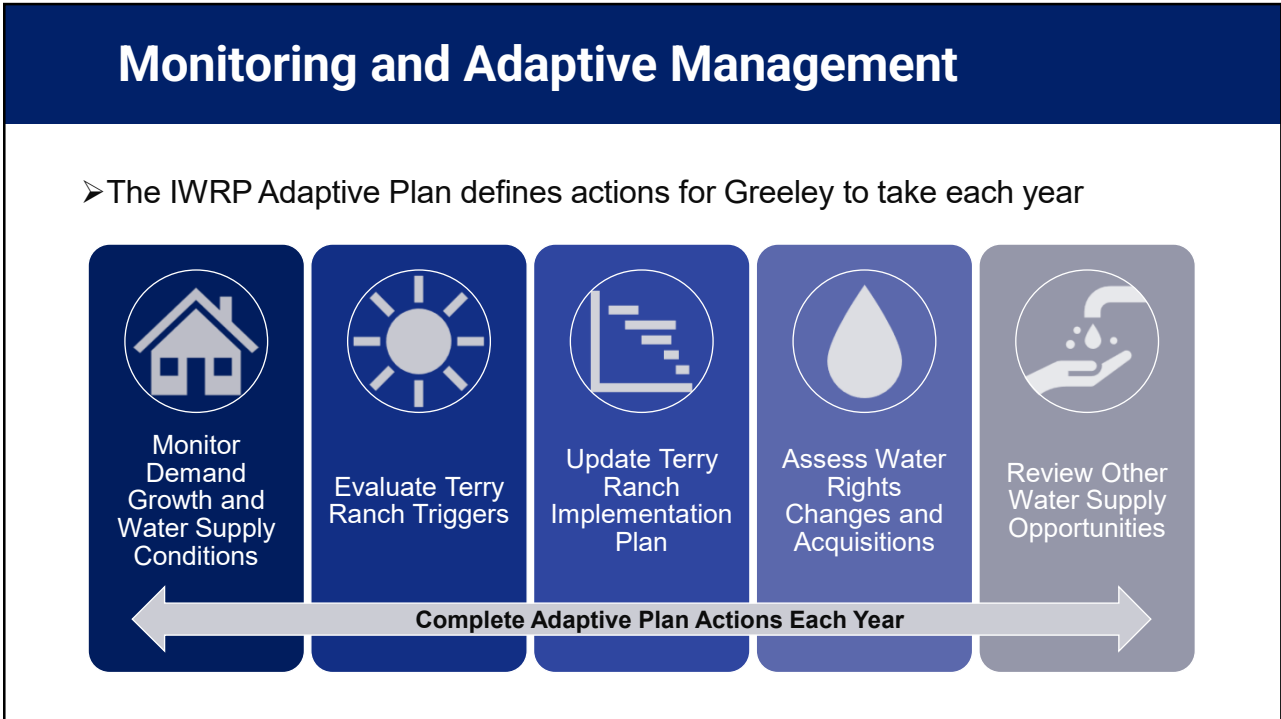 Monitoring and Adaptive Management
➢The IWRP Adaptive Plan defines actions for Greeley to take each year
Monitor
Demand
Growth and
Water Supply
Conditions
Evaluate Terry
Ranch Triggers
Update Terry
Ranch
Implementation
Plan
Assess Water
Rights
Changes and
Acquisitions
Review Other
Water Supply
Opportunities
Complete Adaptive Plan Actions Each Year